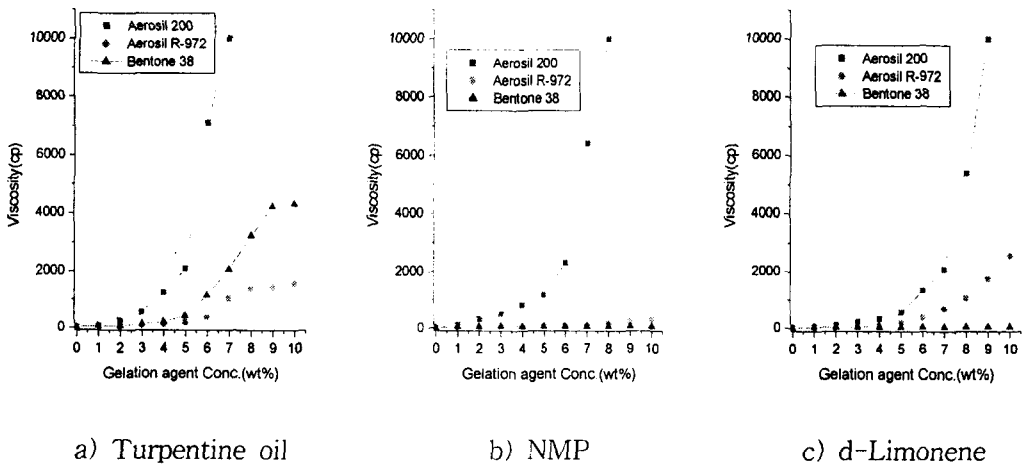 Aerosil 200
Aerosil R-972
Bentone 38
10000
8000
6000
4000
2000
0
Viscosity(cp)
0 1 2 3 4 5 6 7 8 9 10
Gelation agent Conc.(wt%)
a) Turpentine oil
Aerosil 200
Aerosil R-972
Bentone 38
10000
8000
6000
4000
2000
0
Viscosity(cp)
0 1 2 3 4 5 6 7 8 9 10
Gelation agent Conc.(wt%)
b) NMP
Aerosil 200
Aerosil R-972
Bentone 38
10000
8000
6000
4000
2000
0
Viscosity(cp)
0 1 2 3 4 5 6 7 8 9 10
Gelation agent Conc.(wt%)
c) d-Limonene